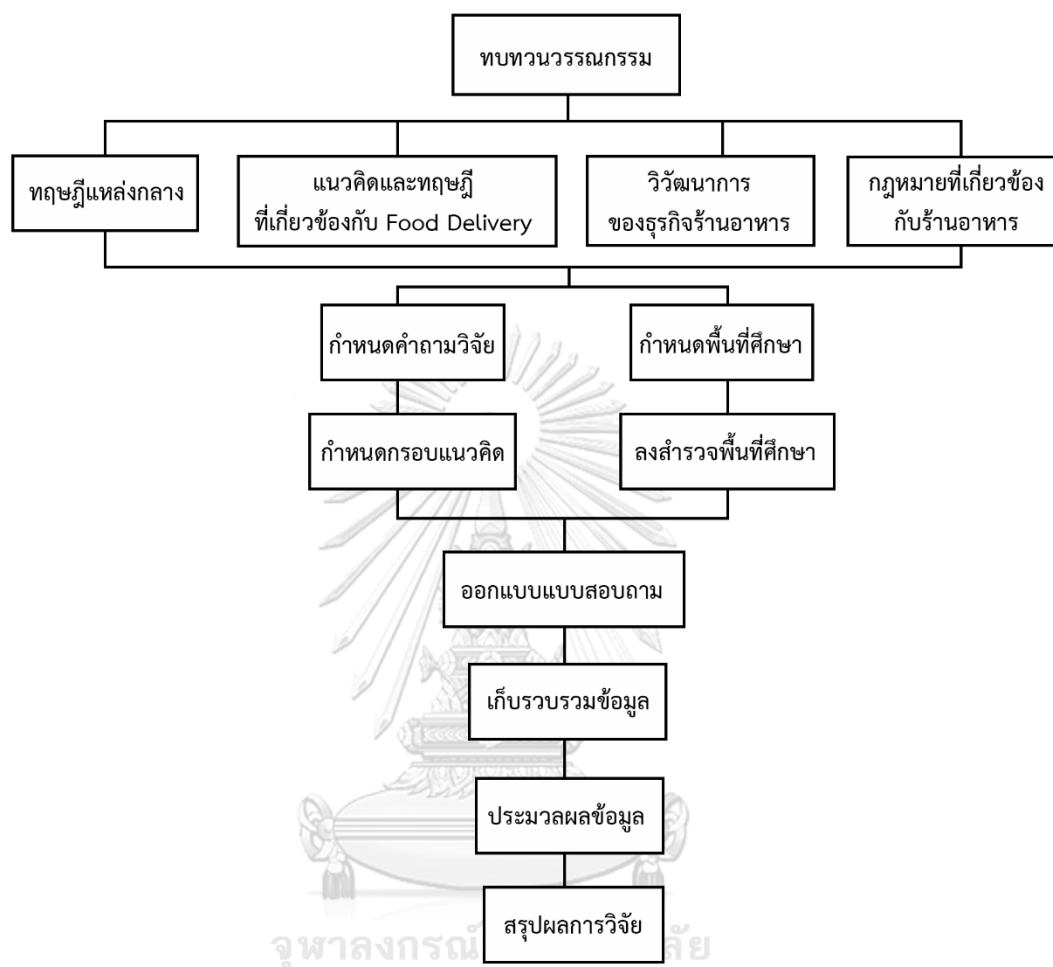 ทบทวนวรรณกรรม
ทฤษฎีแหล่งกลาง
แนวคิดและทฤษฎี
ที่เกี่ยวข้องกับ Food Delivery
วิวัฒนาการ
ของธุรกิจร้านอาหาร
กฎหมายที่เกี่ยวข้อง
กับร้านอาหาร
กำหนดคำถามวิจัย
กำหนดพื้นที่ศึกษา
กำหนดกรอบแนวคิด
ลงสำรวจพื้นที่ศึกษา
ออกแบบแบบสอบถาม
เก็บรวบรวมข้อมูล
ประมวลผลข้อมูล
สรุปผลการวิจัย
จุฬาลงกรณ์ ลัย